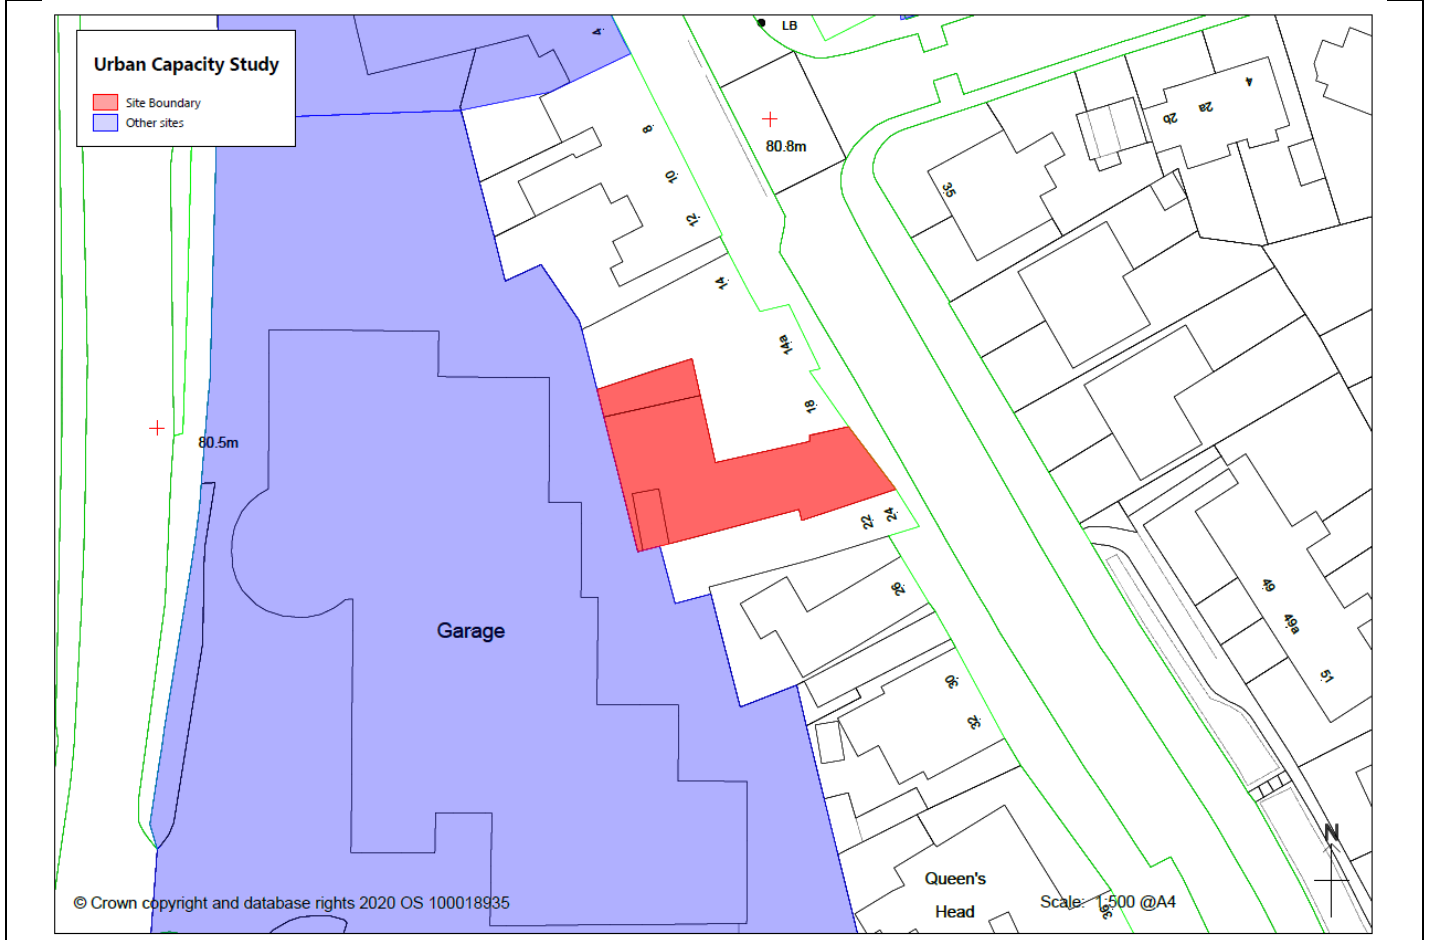 Urban Capacity Study
Site Boundary
Other sites
LB
4
80.8m
8
10
12
14
14a
18
22
24
26
30
32
36
35
2b
2a
4
80.5m
Garage
49
49a
51
Queen's
Head
N
© Crown copyright and database rights 2020 OS 100018935
Scale: 1:500 @A4